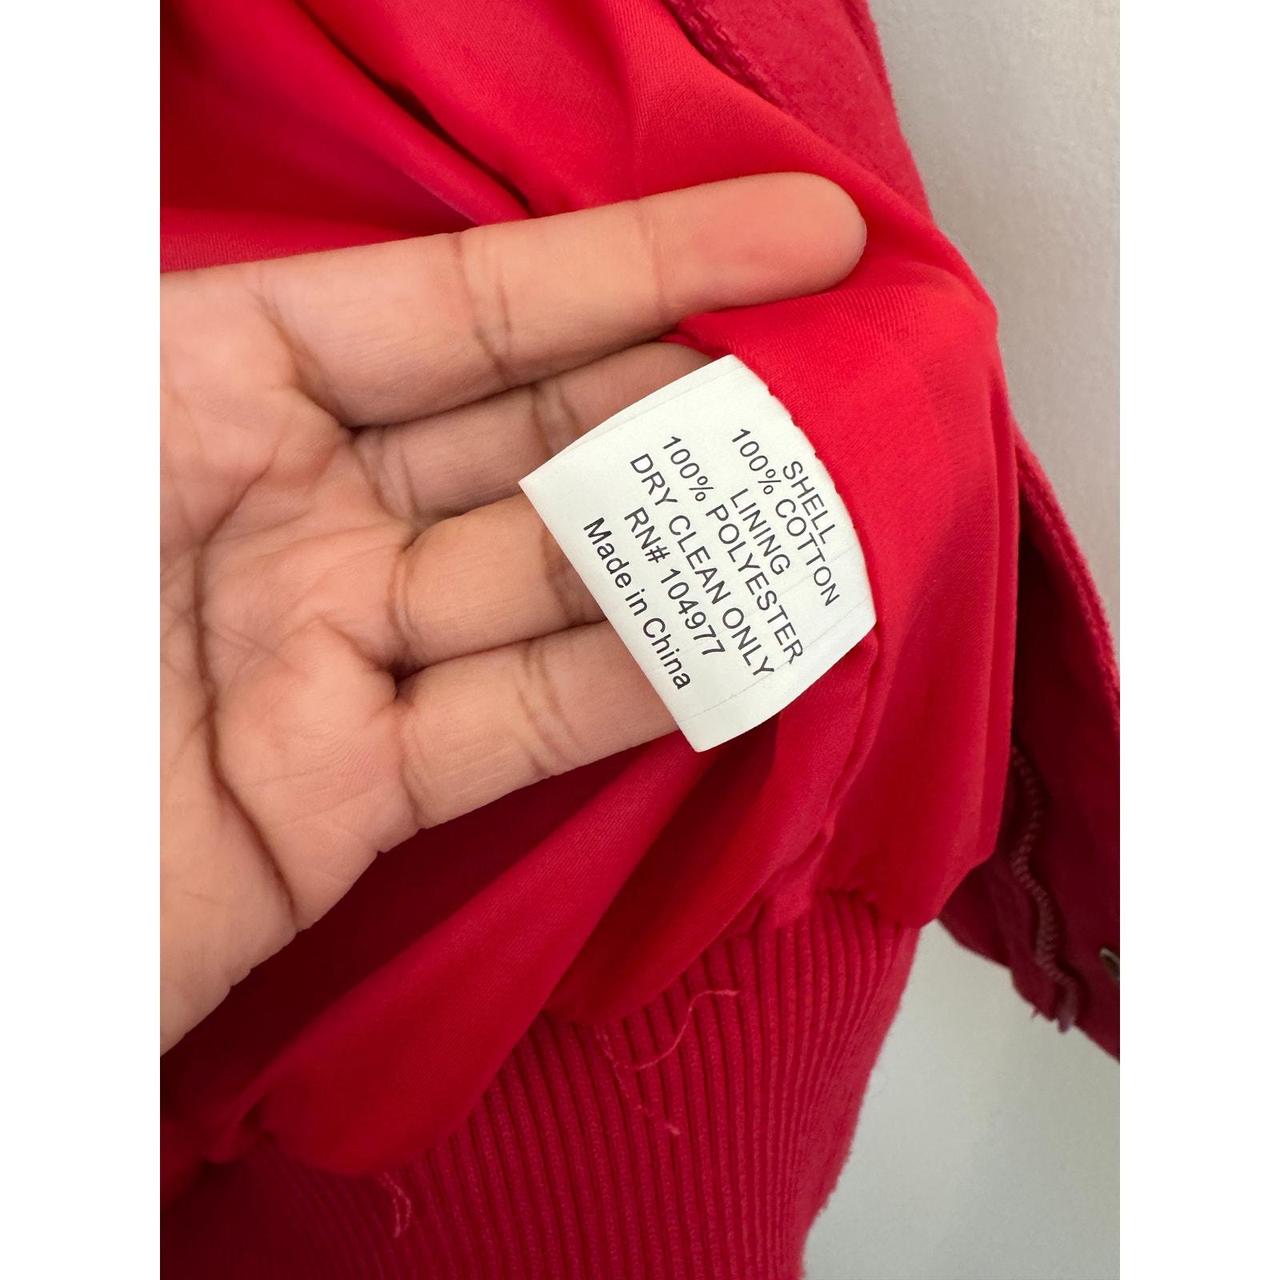 SHELL
100% COTTON
LINING
100% POLYESTER
DRY CLEAN ONLY
RN# 104977
Made in China